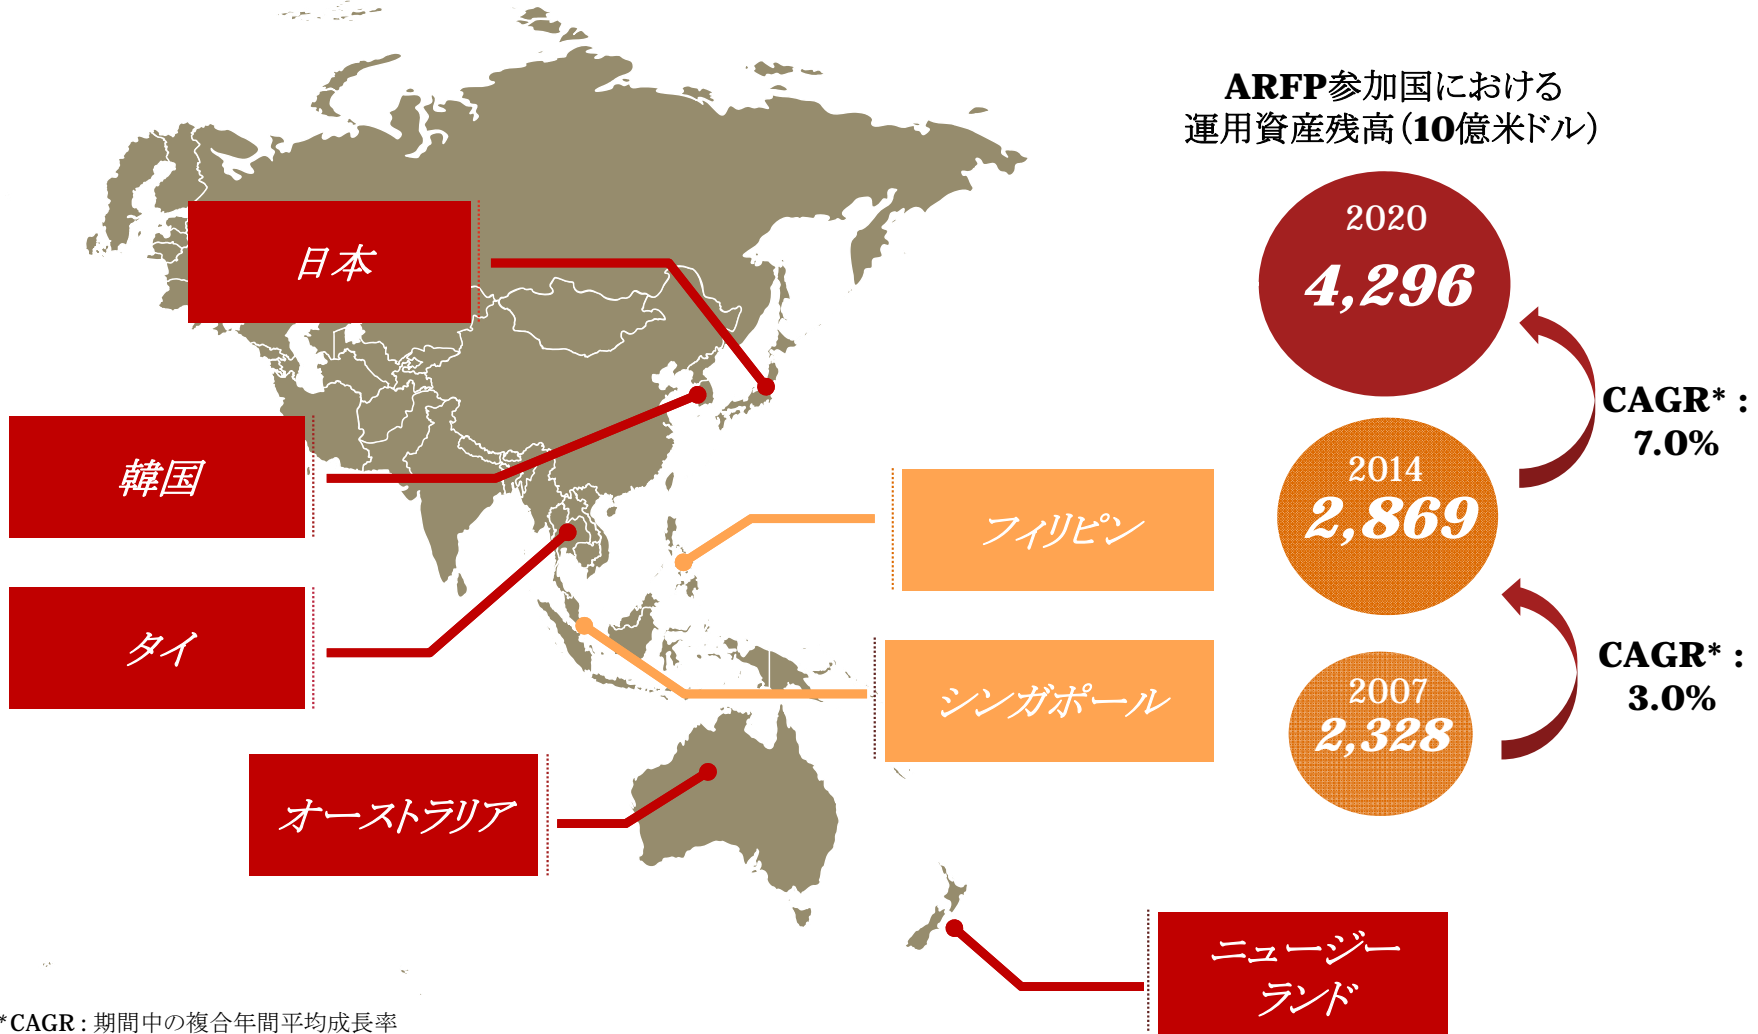 ARFP参加国における
運用資産残高（10億米ドル）
2020
4,296
CAGR* :
7.0%
2014
2,869
CAGR* :
3.0%
2007
2,328
日本
韓国
タイ
オーストラリア
フィリピン
シンガポール
ニュージー
ランド
*CAGR : 期間中の複合年間平均成長率